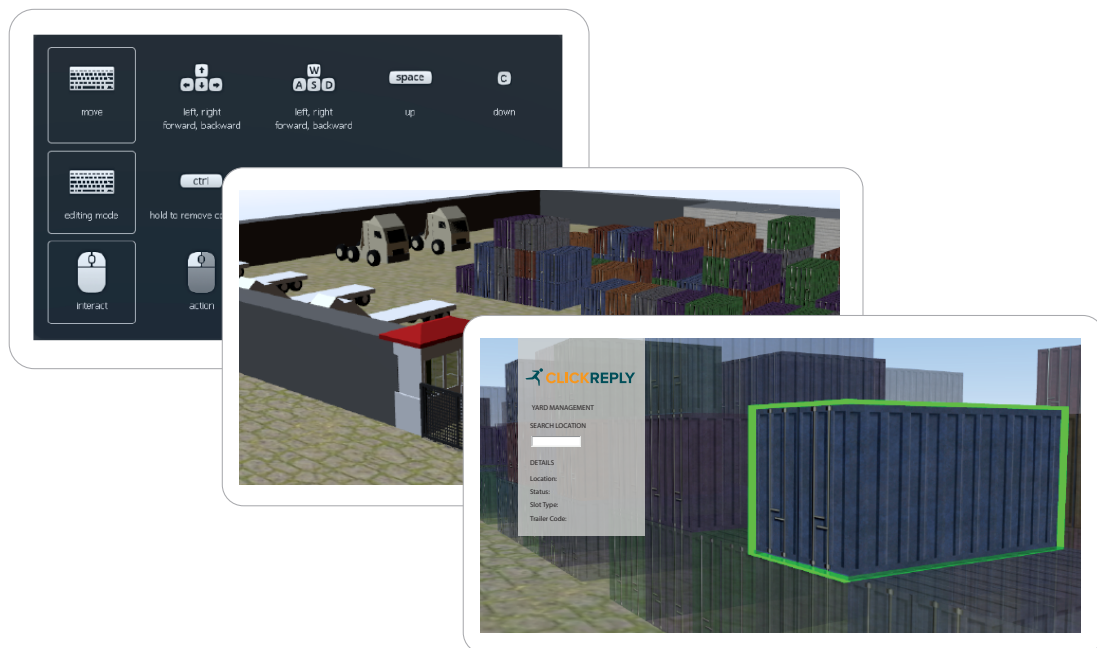 move
left, right
forward, backward
W
A S D
left, right
forward, backward
space
up
C
down
editing mode
ctrl
hold to remove
interact
action
CLICKREPLY
YARD MANAGEMENT
SEARCH LOCATION
DETAILS
Location:
Status:
Slot Type:
Trailer Code: